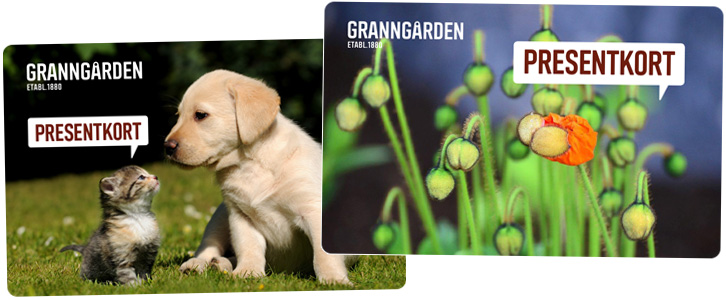 GRANNGÅRDEN
ETABL.1880
PRESENTKORT
GRANNGÅRDEN
ETABL.1880
PRESENTKORT